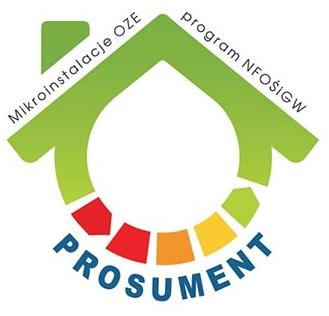 Mikroinstalacje OZE
program NFOŚiGW
PROSUMENT